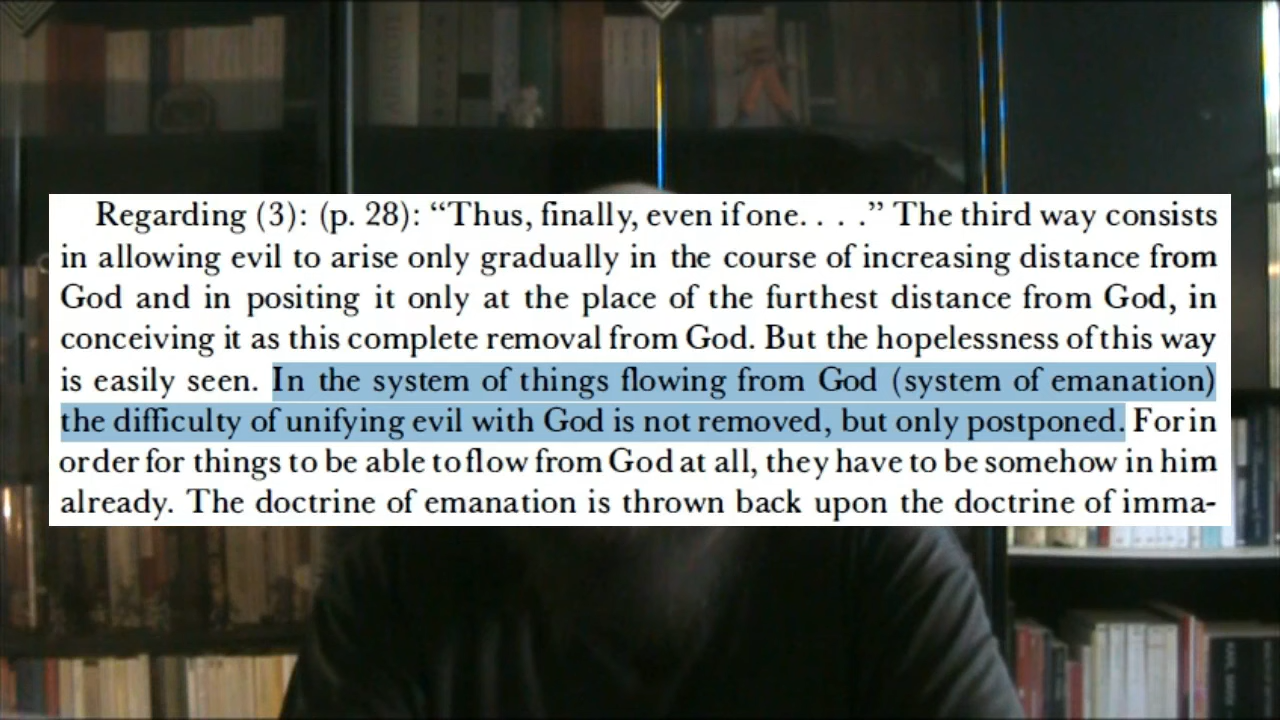 Regarding (3): (p. 28): “Thus, finally, even if one. . . .” The third way consists
in allowing evil to arise only gradually in the course of increasing distance from
God and in positing it only at the place of the furthest distance from God, in
conceiving it as this complete removal from God. But the hopelessness of this way
is easily seen. In the system of things flowing from God (system of emanation)
the difficulty of unifying evil with God is not removed, but only postponed. For in
order for things to be able to flow from God at all, they have to be somehow in him
already. The doctrine of emanation is thrown back upon the doctrine of imma-